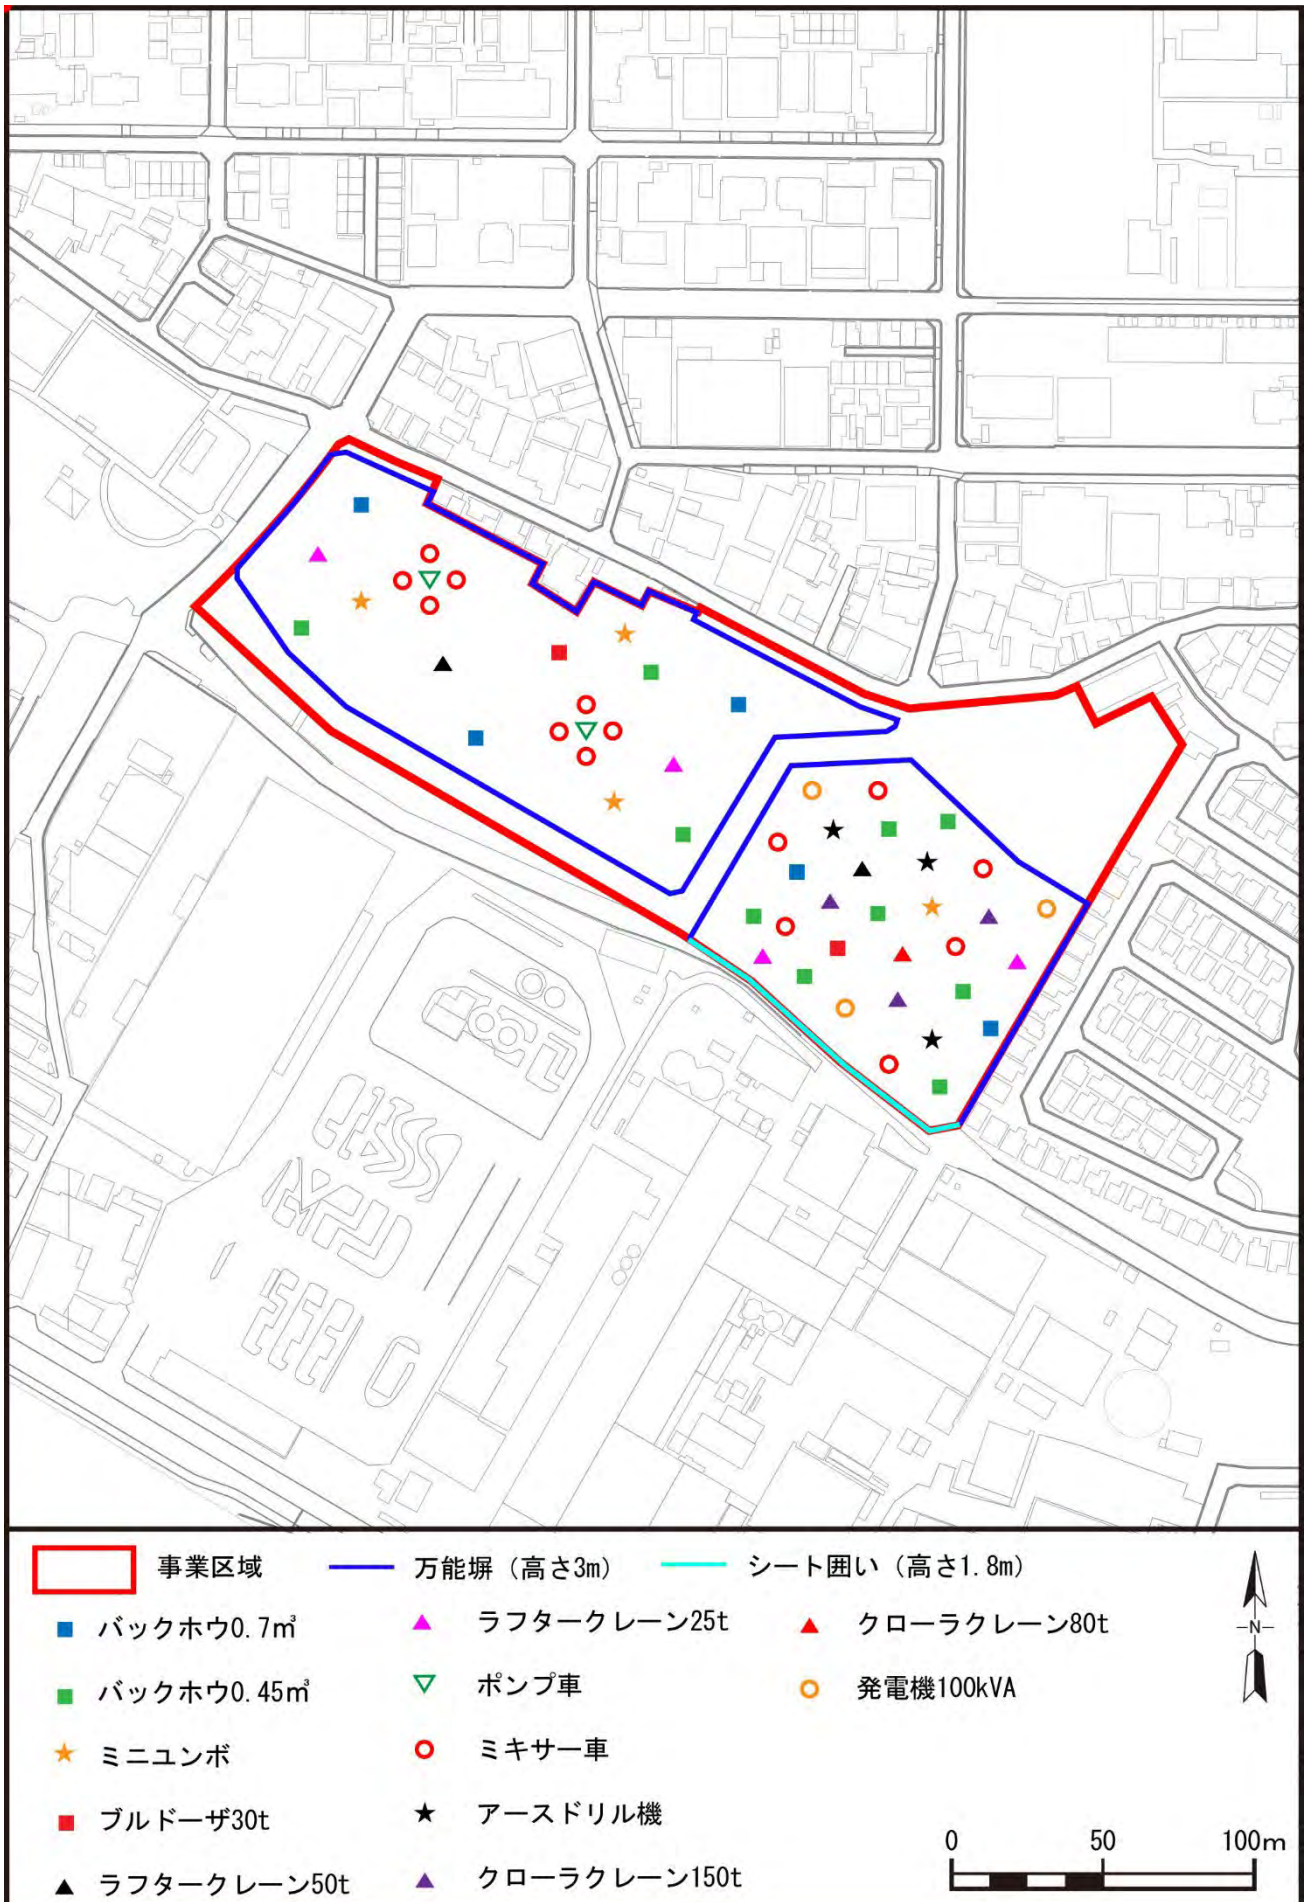 事業区域 万能塀（高さ3m） シート囲い（高さ1.8m）
バックホウ0.7㎥ ラフタークレーン25t クローラクレーン80t
バックホウ0.45㎥ ポンプ車 発電機100kVA
ミニユンボ ミキサー車
ブルドーザ30t アースドリル機
ラフタークレーン50t クローラクレーン150t
N
0 50 100m